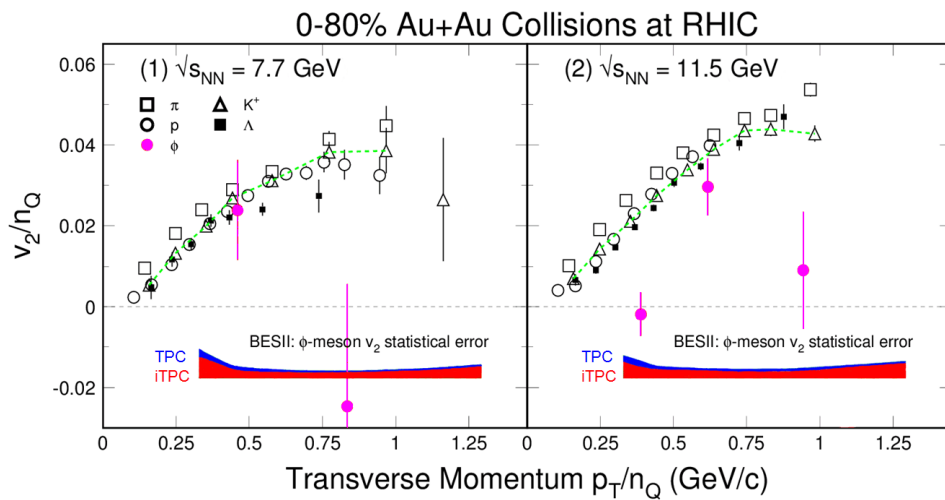 0-80% Au+Au Collisions at RHIC
(1) √sNN = 7.7 GeV
(2) √sNN = 11.5 GeV
π K+
p Λ
ϕ
v2/nQ
0.06
0.04
0.02
0
-0.02
BESII: ϕ-meson v2 statistical error
TPC
iTPC
BESII: ϕ-meson v2 statistical error
TPC
iTPC
0 0.25 0.5 0.75 1 1.25
0 0.25 0.5 0.75 1 1.25
Transverse Momentum pT/nQ (GeV/c)